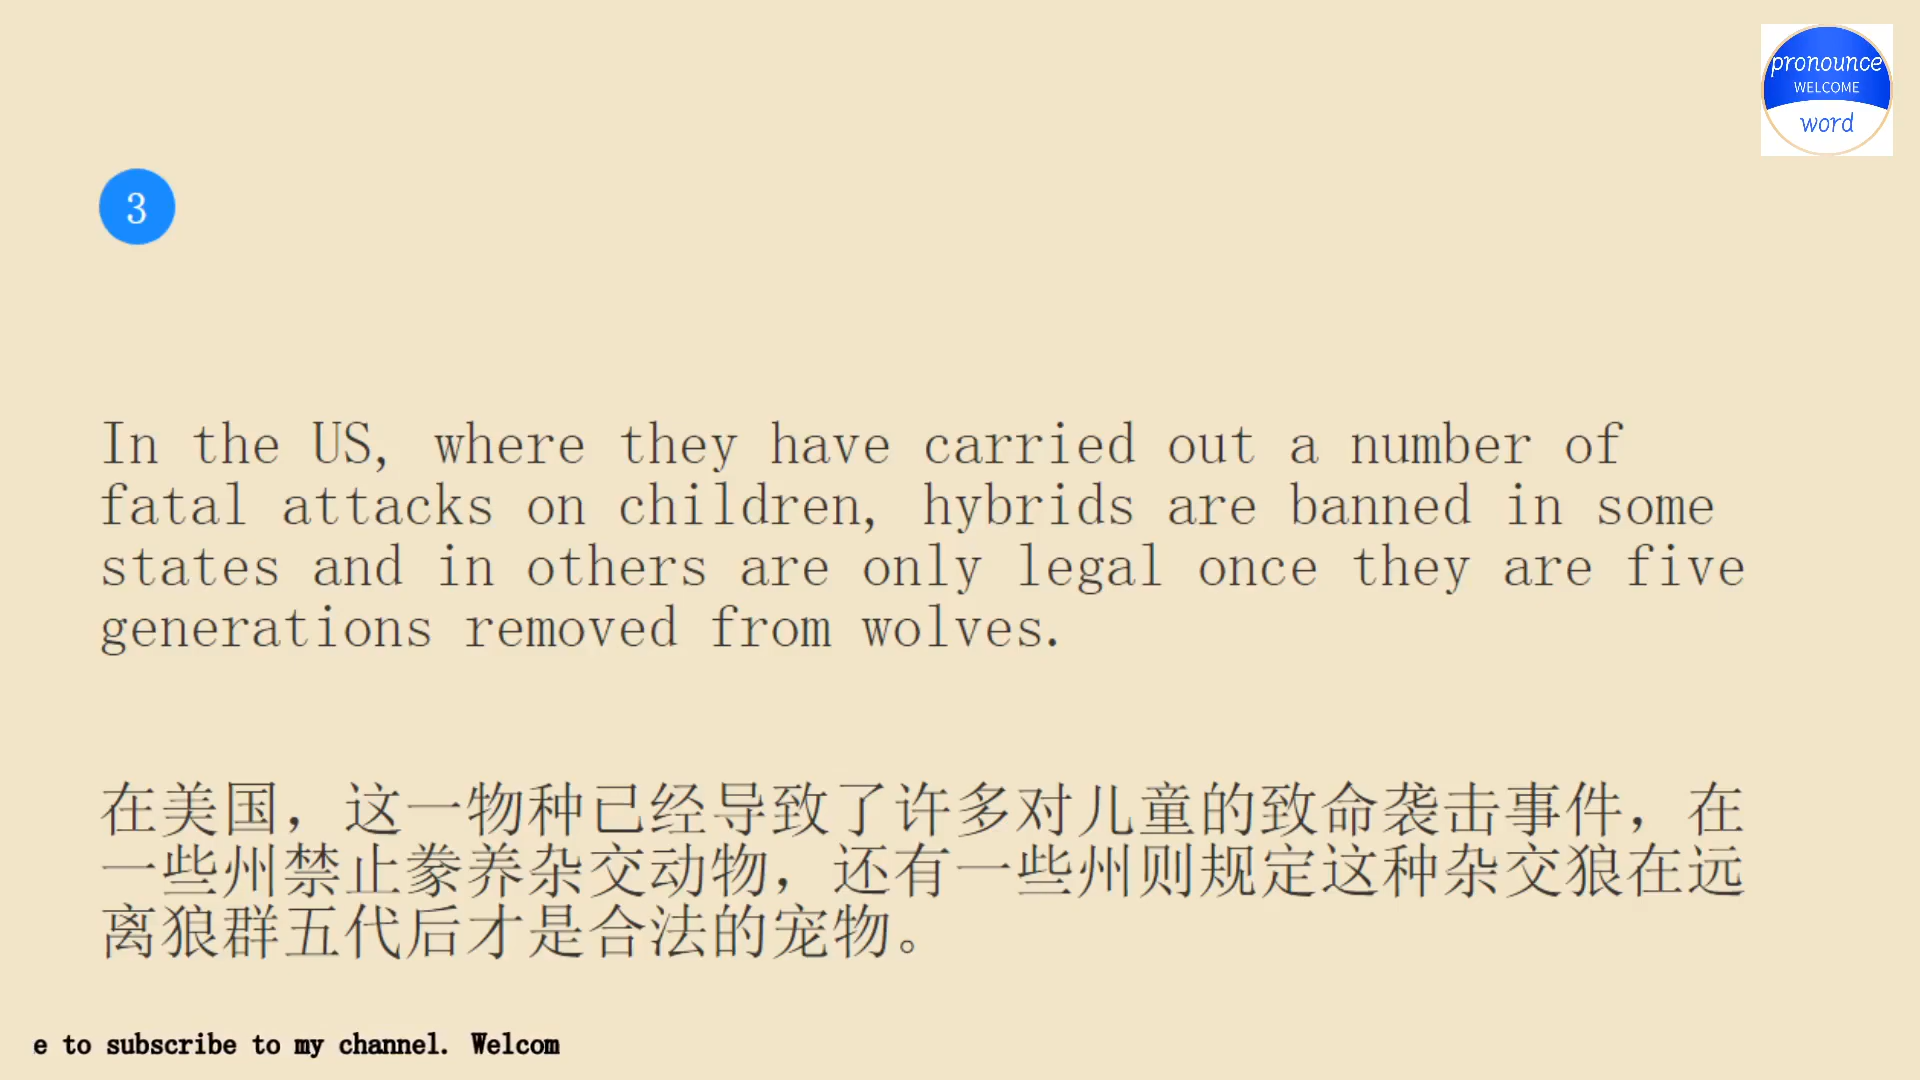 pronounce
WELCOME
word
3
In the US, where they have carried out a number of
fatal attacks on children, hybrids are banned in some
states and in others are only legal once they are five
generations removed from wolves.
在美国，这一物种已经导致了许多对儿童的致命袭击事件，在
一些州禁止豢养杂交动物，还有一些州则规定这种杂交狼在远
离狼群五代后才是合法的宠物。
e to subscribe to my channel. Welcom